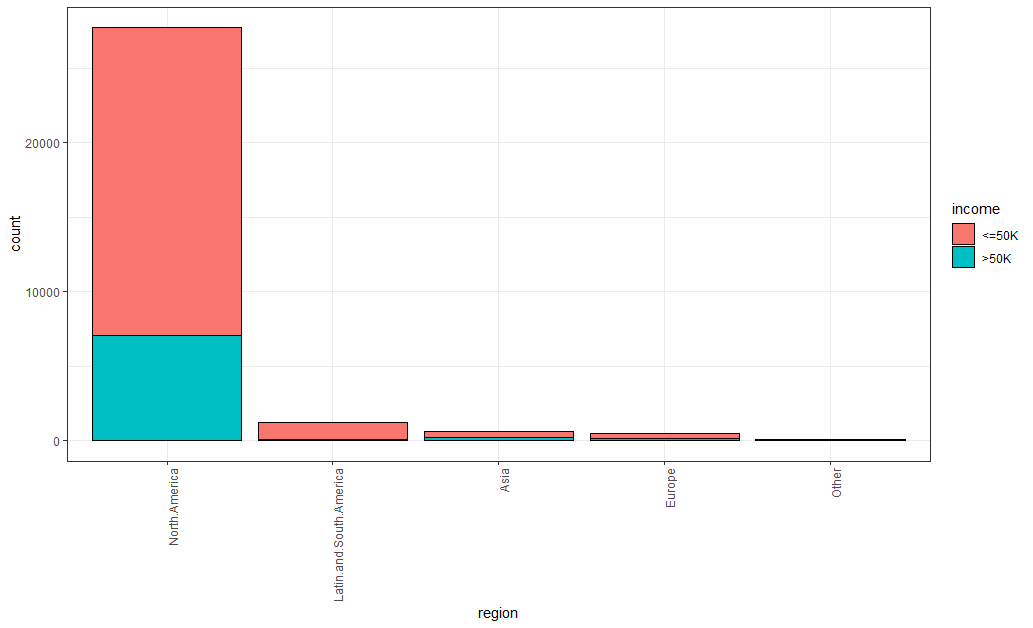 20000
10000
0
count
North.America
Latin.and.South.America
Asia
Europe
Other
region
income
<=50K
>50K